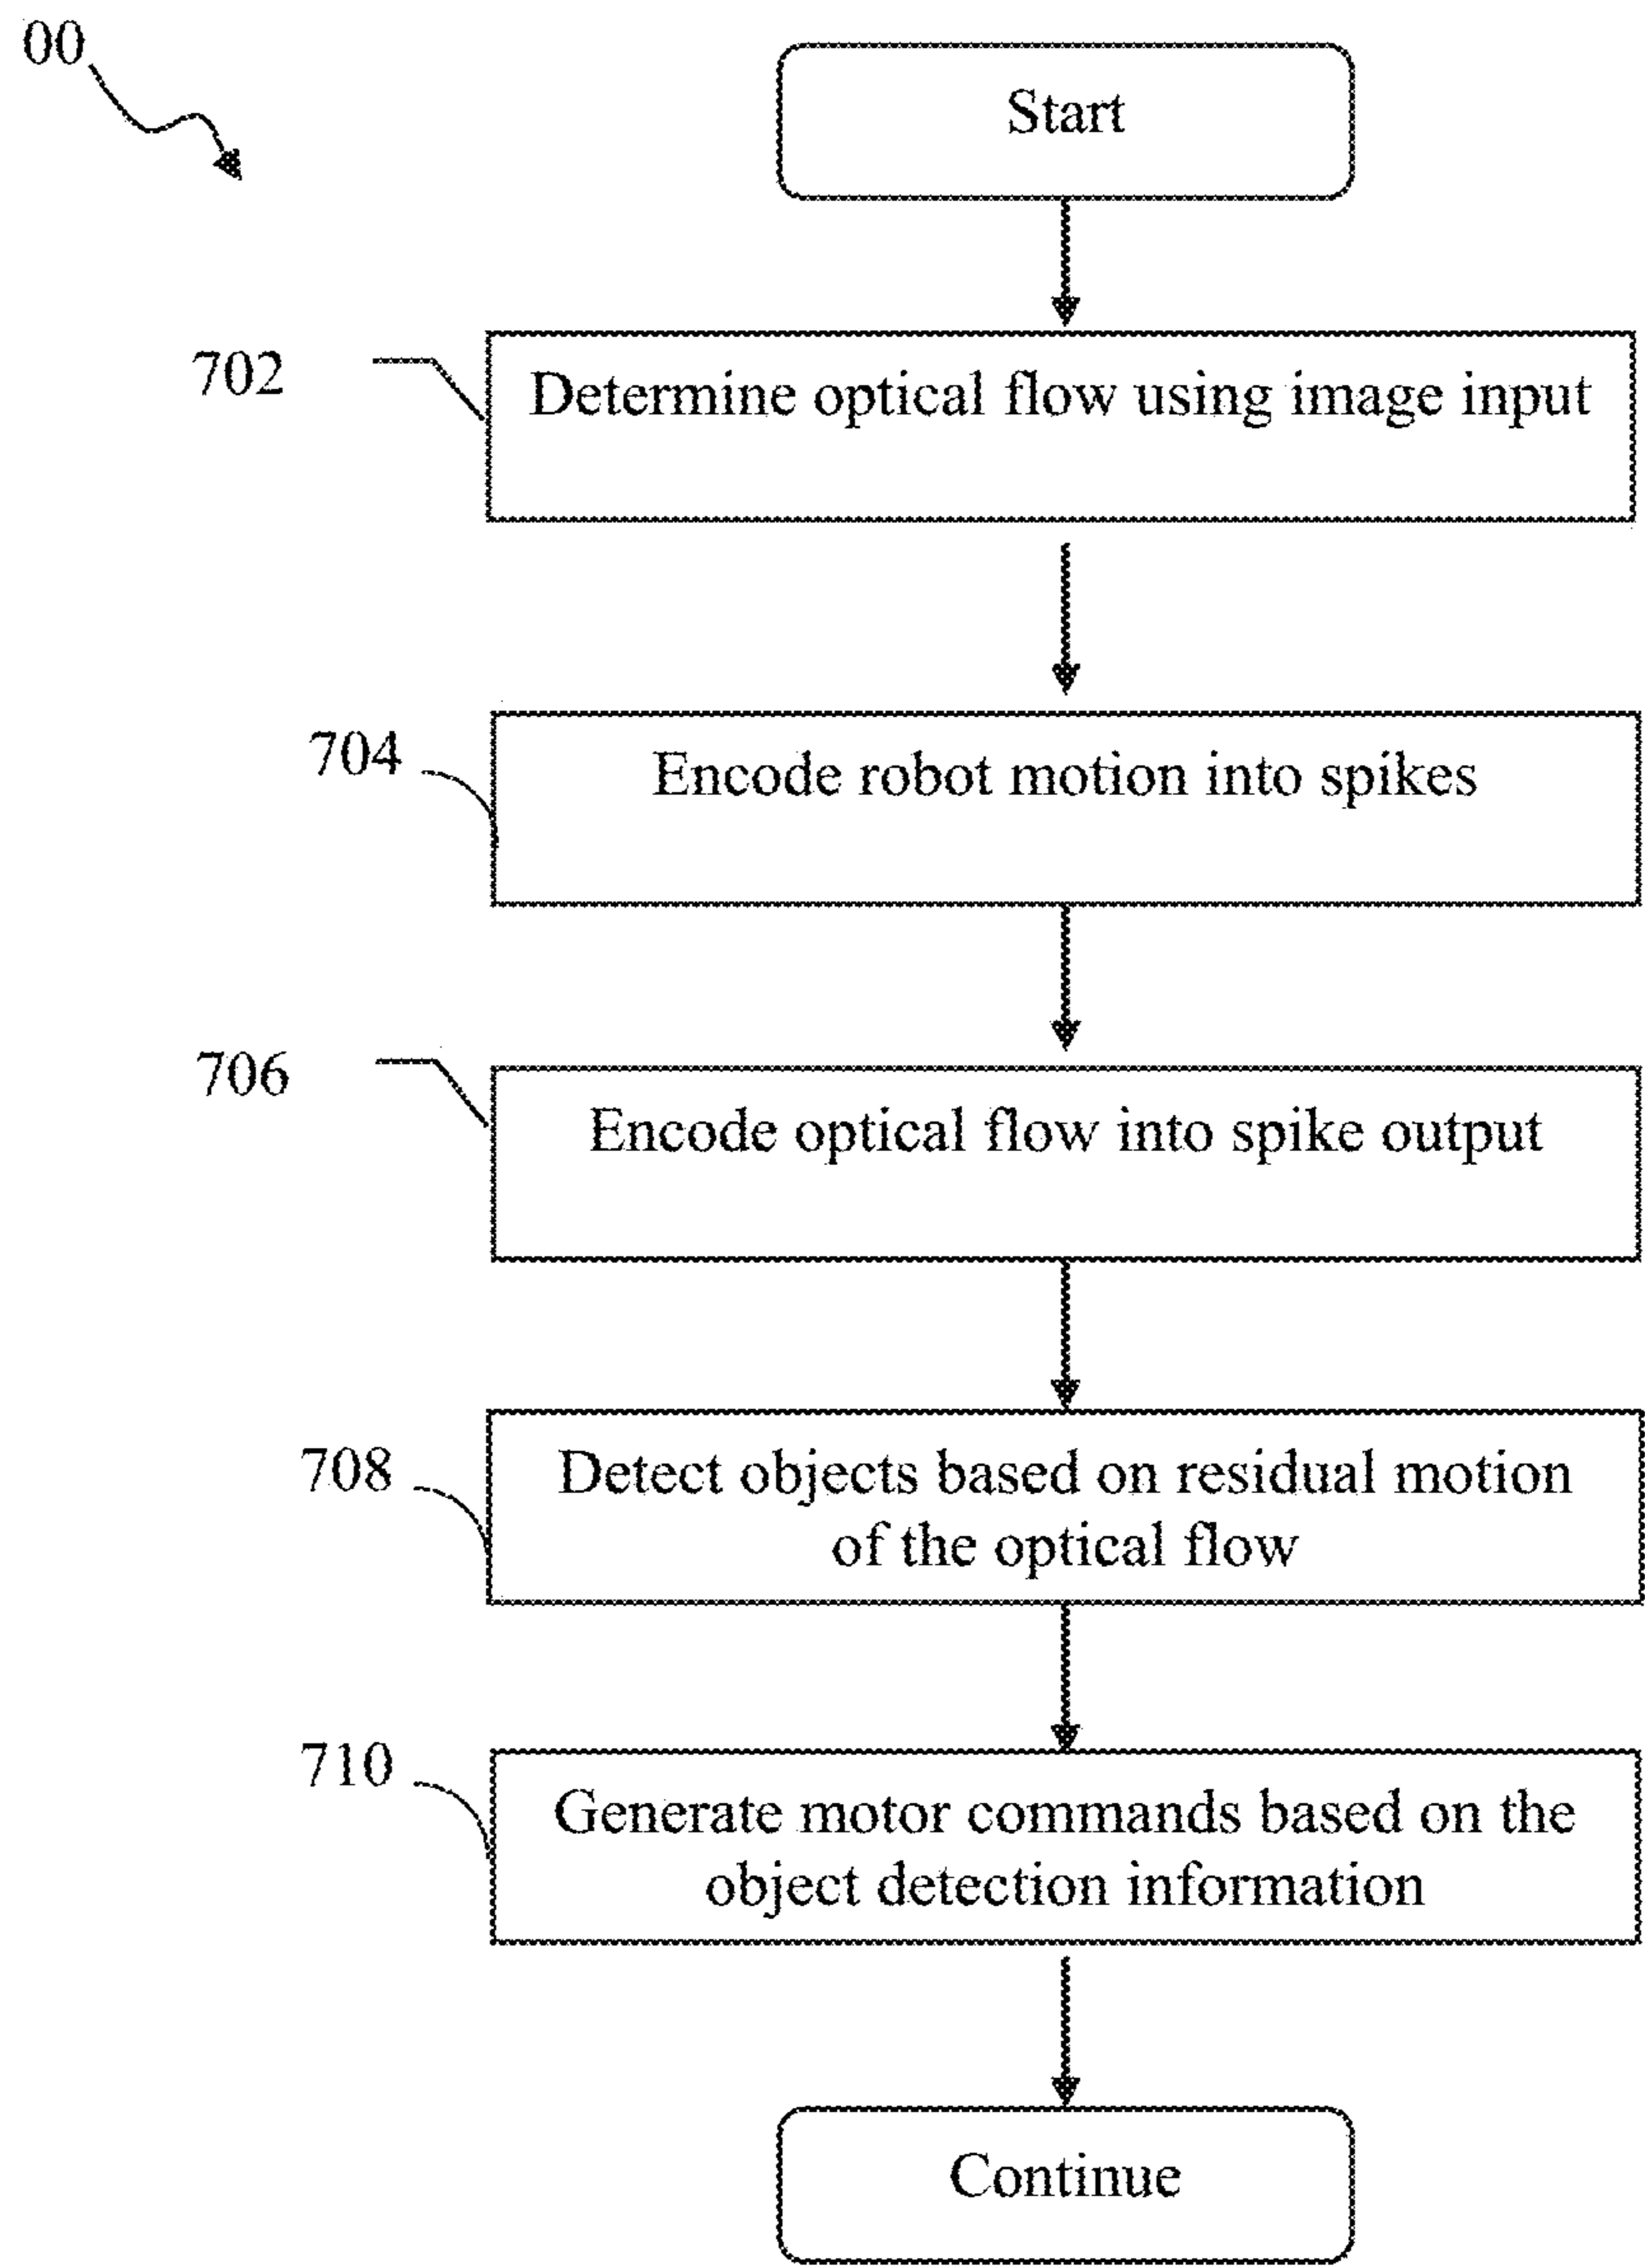 00
Start
702
Determine optical flow using image input
704
Encode robot motion into spikes
706
Encode optical flow into spike output
708
Detect objects based on residual motion
of the optical flow
710
Generate motor commands based on the
object detection information
Continue